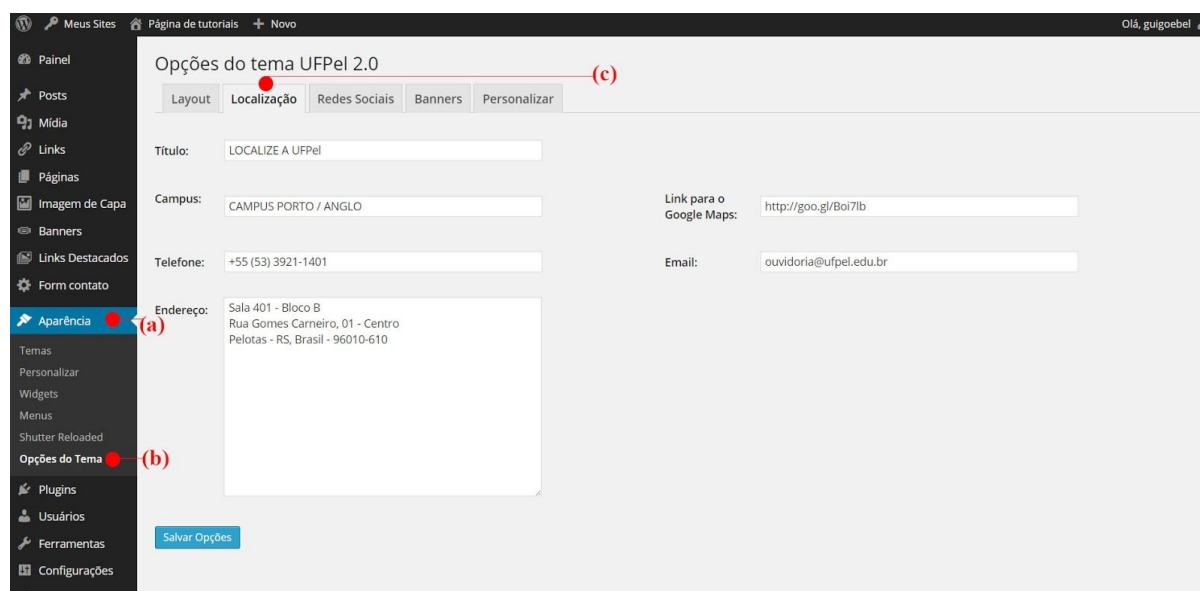 Meus Sites Página de tutoriais + Novo Olá, guigoebel
Painel
Posts
Mídia
Links
Páginas
Imagem de Capa
Banners
Links Destacados
Form contato
Aparência
(a)
Temas
Personalizar
Widgets
Menus
Shutter Reloaded
Opções do Tema
(b)
Plugins
Usuários
Ferramentas
Configurações
Opções do tema UFPel 2.0
(c)
Layout Localização Redes Sociais Banners Personalizar
Título: LOCALIZE A UFPel
Campus: CAMPUS PORTO / ANGLO
Link para o
Google Maps: http://goo.gl/Boi7lb
Telefone: +55 (53) 3921-1401
Email: ouvidoria@ufpel.edu.br
Endereço: Sala 401 - Bloco B
Rua Gomes Carneiro, 01 - Centro
Pelotas - RS, Brasil - 96010-610
Salvar Opções